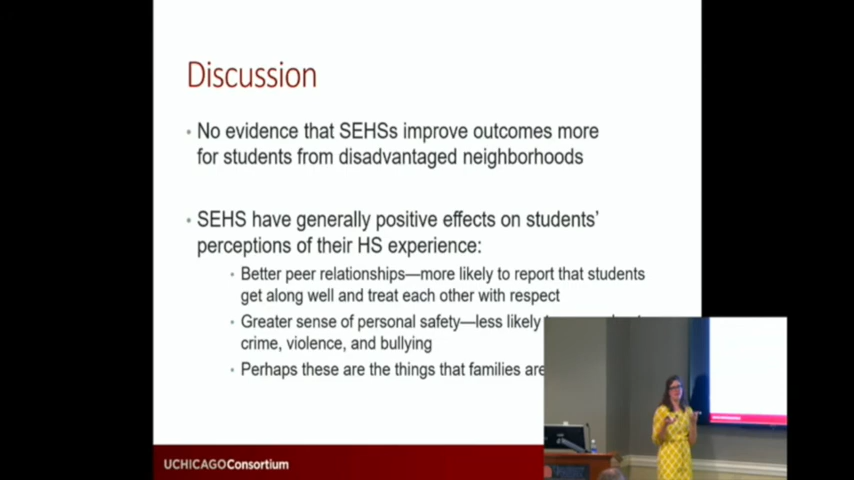 Discussion
• No evidence that SEHSs improve outcomes more
for students from disadvantaged neighborhoods
• SEHS have generally positive effects on students'
perceptions of their HS experience:
• Better peer relationships—more likely to report that students
get along well and treat each other with respect
• Greater sense of personal safety—less likely
crime, violence, and bullying
• Perhaps these are the things that families are
UCHICAGOConsortium